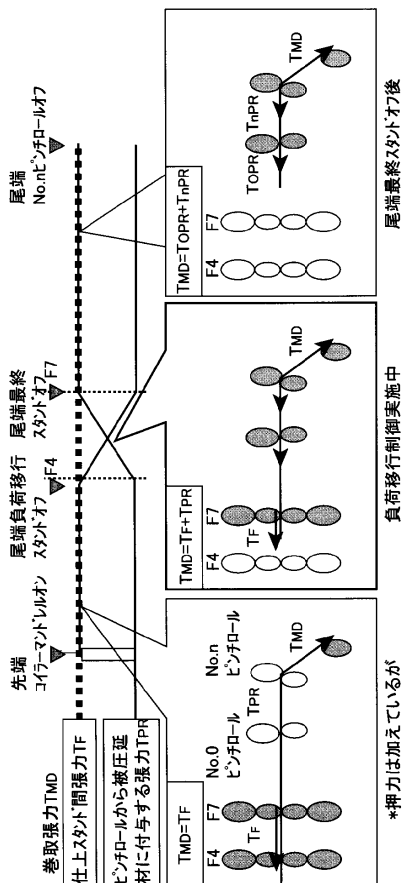 先端
コイラーマンドレルオン
尾端負荷移行
スタンドオフ F4
尾端最終
スタンドオフ F7
尾端
No.nピンチロールオフ
巻取張力TMD
仕上スタンド間張力TF
ピンチロールから被圧延
材に付与する張力TPR
TMD=TF
F4
F7
TF
No.0
ピンチロール
TPR
No.n
ピンチロール
TMD
*押力は加えているが
TMD=TF+TPR
F4
F7
TF
TMD
負荷移行制御実施中
TMD=TOPR+TnPR
F4
F7
TOPR
TnPR
TMD
尾端最終スタンドオフ後